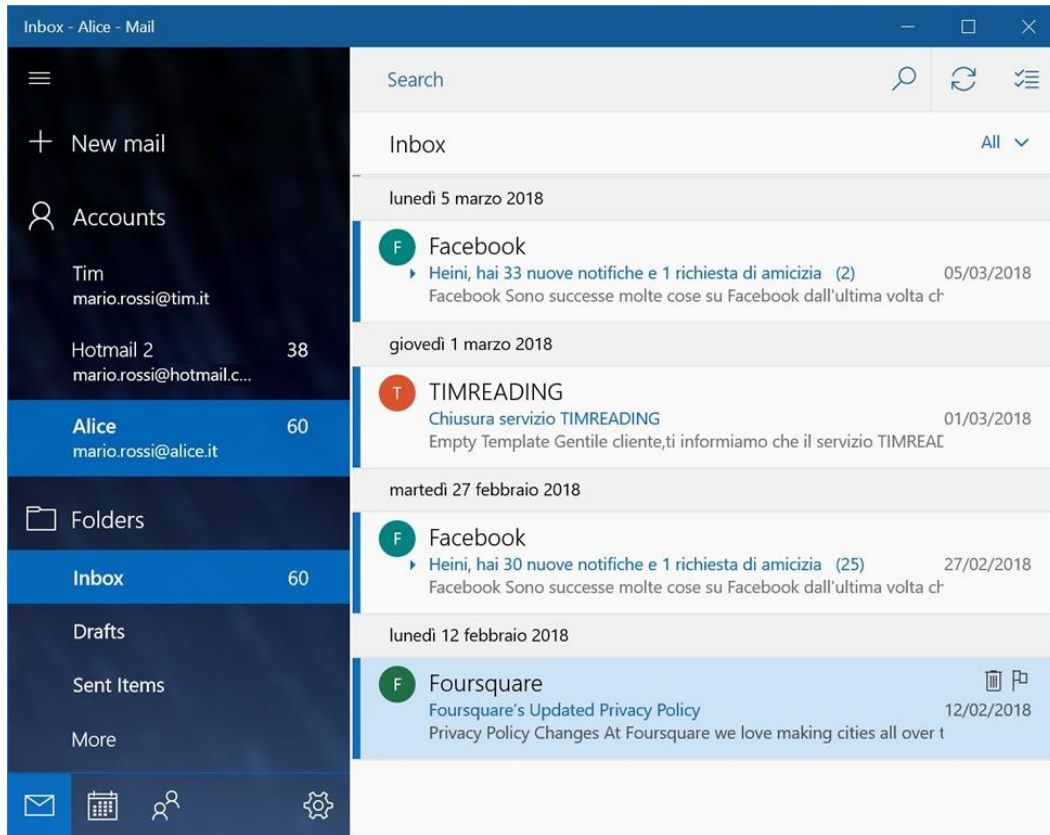 Inbox - Alice - Mail
New mail
Accounts
Tim
mario.rossi@tim.it
Hotmail 2 38
mario.rossi@hotmail.c...
Alice 60
mario.rossi@alice.it
Folders
Inbox 60
Drafts
Sent Items
More
Search
Inbox All
lunedì 5 marzo 2018
F Facebook
Heini, hai 33 nuove notifiche e 1 richiesta di amicizia (2) 05/03/2018
Facebook Sono successe molte cose su Facebook dall'ultima volta ch
giovedì 1 marzo 2018
T TIMREADING
Chiusura servizio TIMREADING 01/03/2018
Empty Template Gentile cliente,ti informiamo che il servizio TIMREAD
martedì 27 febbraio 2018
F Facebook
Heini, hai 30 nuove notifiche e 1 richiesta di amicizia (25) 27/02/2018
Facebook Sono successe molte cose su Facebook dall'ultima volta ch
lunedì 12 febbraio 2018
F Foursquare
Foursquare's Updated Privacy Policy 12/02/2018
Privacy Policy Changes At Foursquare we love making cities all over t